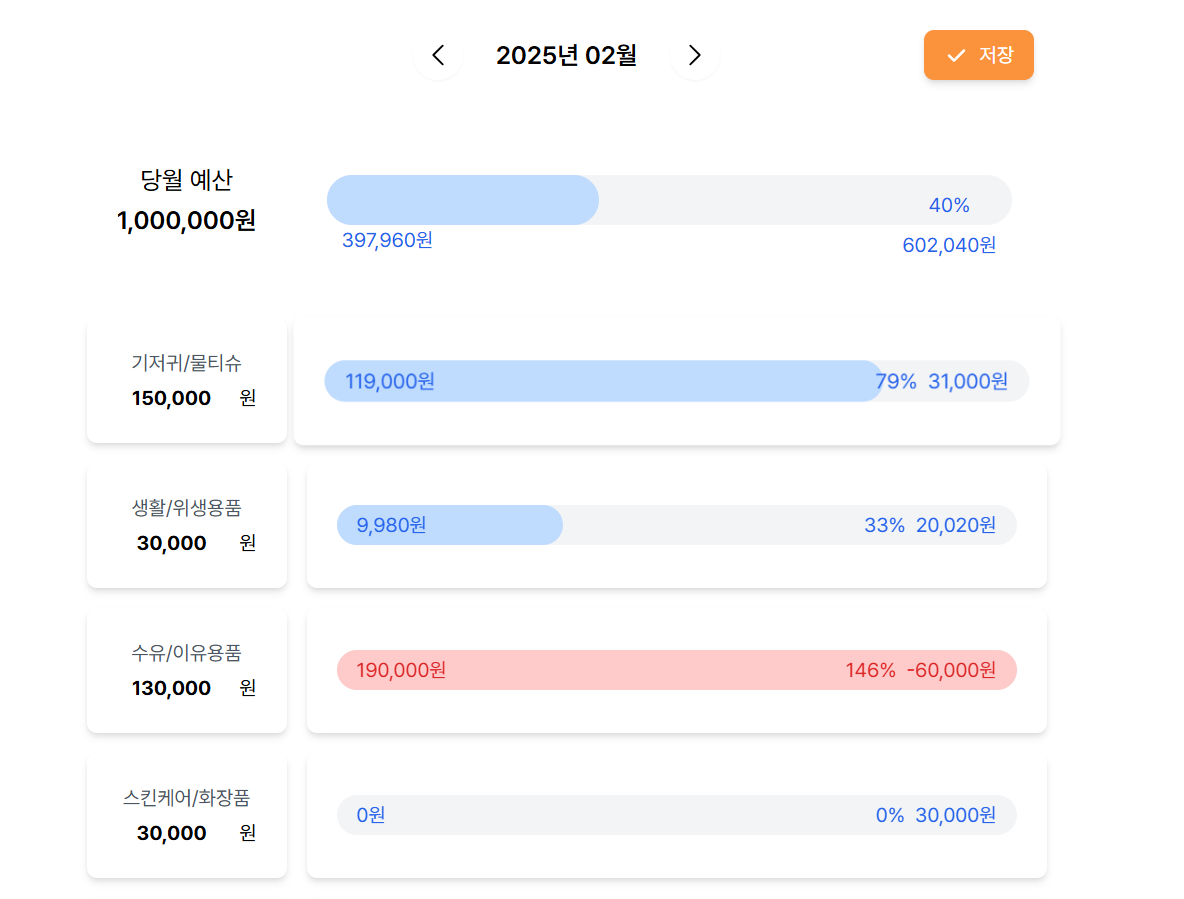 2025년 02월
저장
당월 예산
1,000,000원
40%
397,960원
602,040원
기저귀/물티슈
150,000 원
119,000원 79% 31,000원
생활/위생용품
30,000 원
9,980원 33% 20,020원
수유/이유용품
130,000 원
190,000원 146% -60,000원
스킨케어/화장품
30,000 원
0원 0% 30,000원